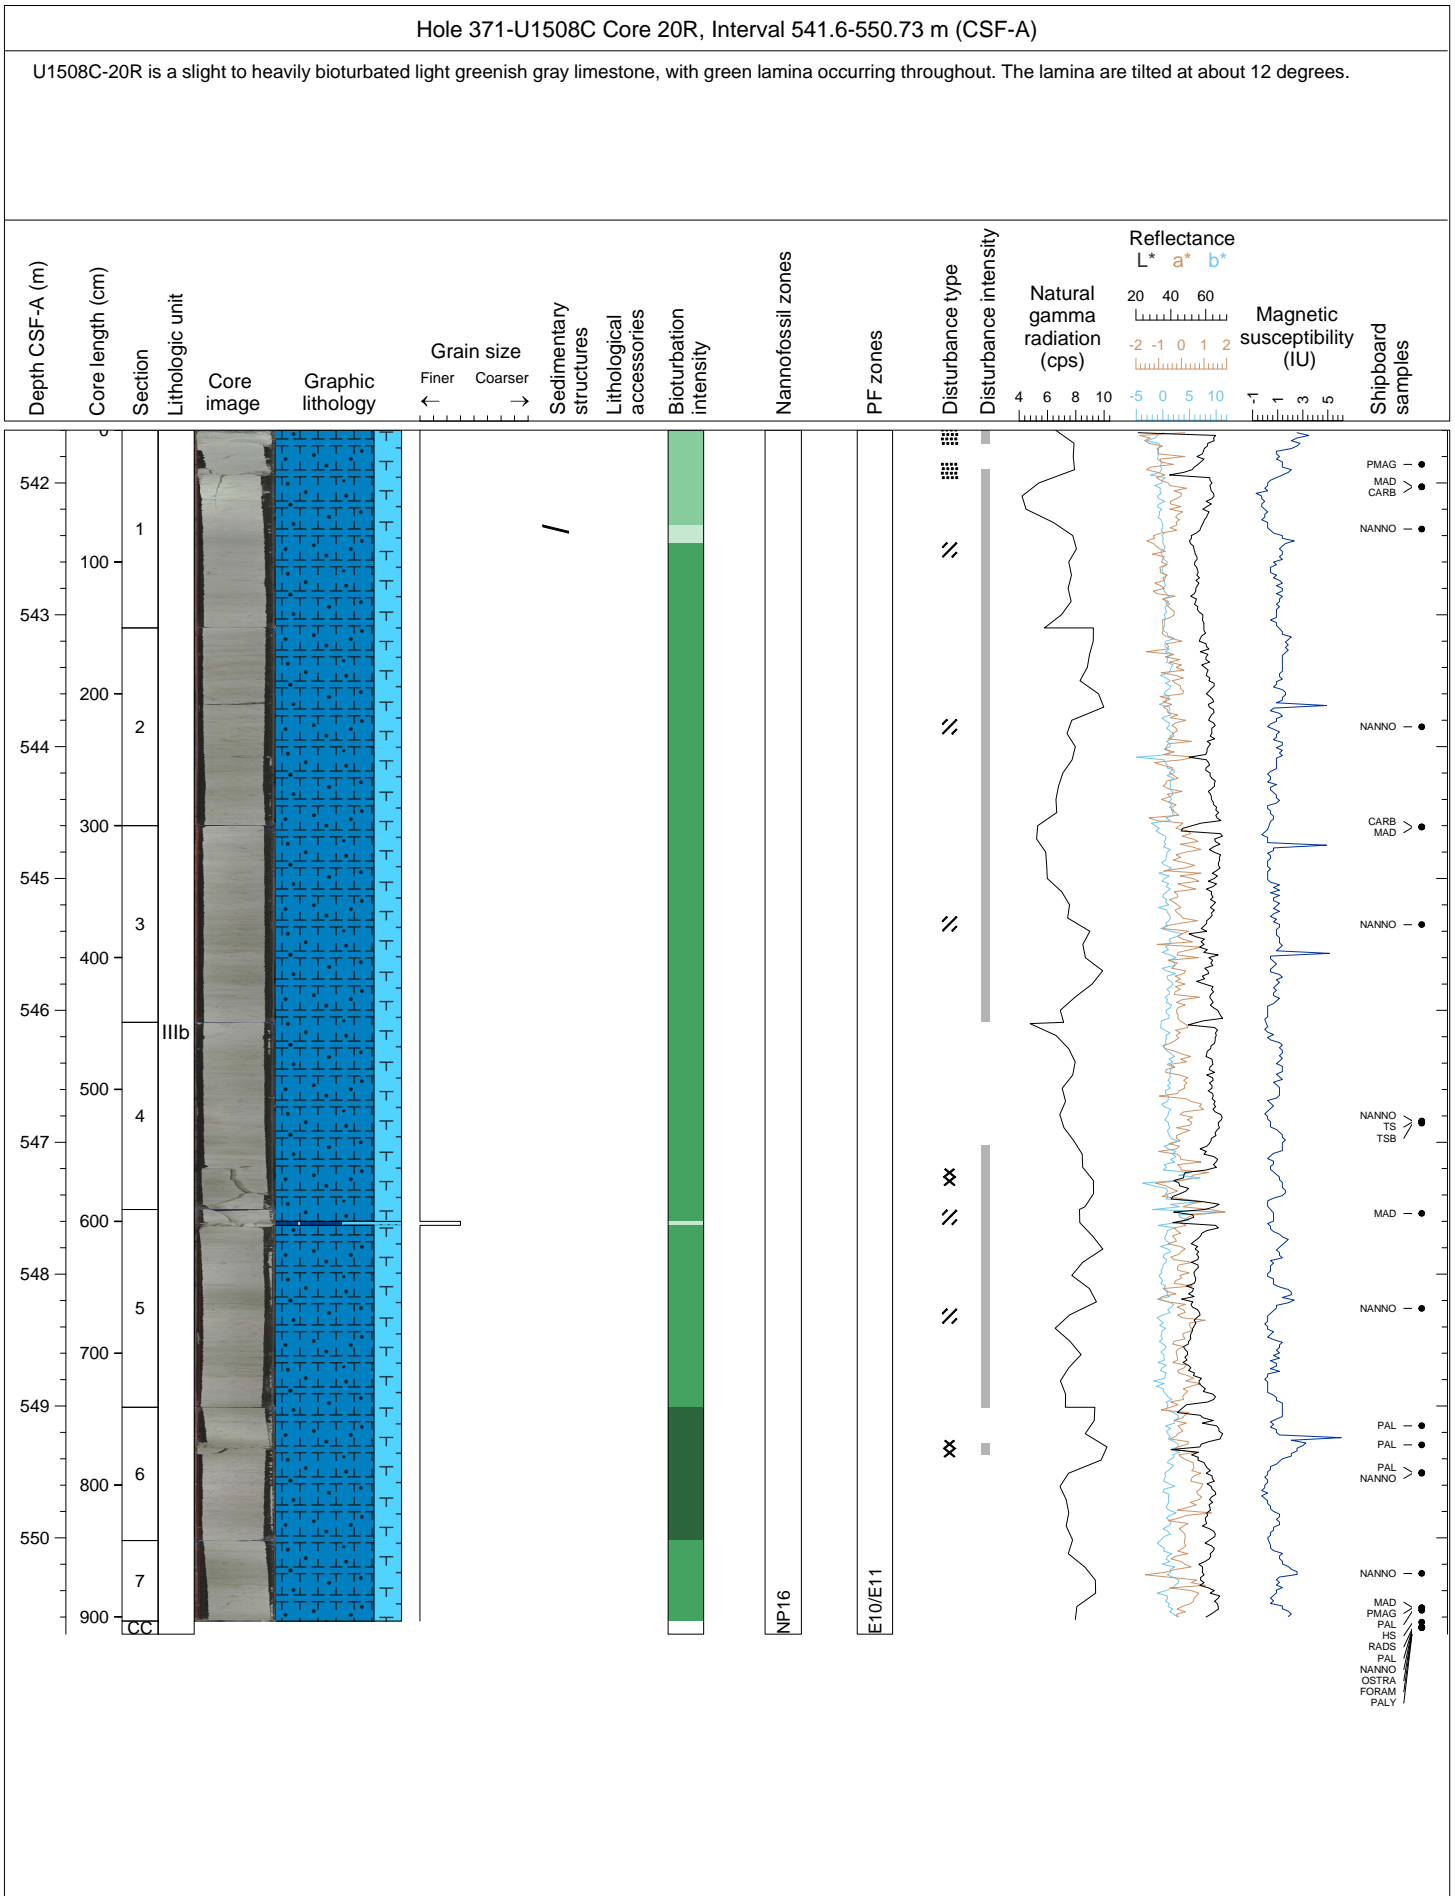 Hole 371-U1508C Core 20R, Interval 541.6-550.73 m (CSF-A)
U1508C-20R is a slight to heavily bioturbated light greenish gray limestone, with green lamina occurring throughout. The lamina are tilted at about 12 degrees.
Depth CSF-A (m)
Core length (cm)
Section
Lithologic unit
Core
image
Graphic
lithology
Grain size
Finer Coarser
← →
Sedimentary
structures
Lithological
accessories
Bioturbation
intensity
Nannofossil zones
PF zones
Disturbance type
Disturbance intensity
Natural
gamma
radiation
(cps)
4 6 8 10
Reflectance
L* a* b*
20 40 60
-2 -1 0 1 2
-5 0 5 10
Magnetic
susceptibility
(IU)
-1 1 3 5
Shipboard
samples
542
543
544
545
546
547
548
549
550
0
100
200
300
400
500
600
700
800
900
1
2
3
4
5
6
7
CC
IIIb
NP16
E10/E11
PMAG
MAD
CARB
NANNO
NANNO
CARB
MAD
NANNO
NANNO
TS
TSB
MAD
NANNO
PAL
PAL
PAL
NANNO
NANNO
MAD
PMAG
PAL
HS
RADS
PAL
NANNO
OSTRA
FORAM
PALY